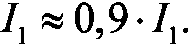 I₁ ≈ 0,9 · I₁.